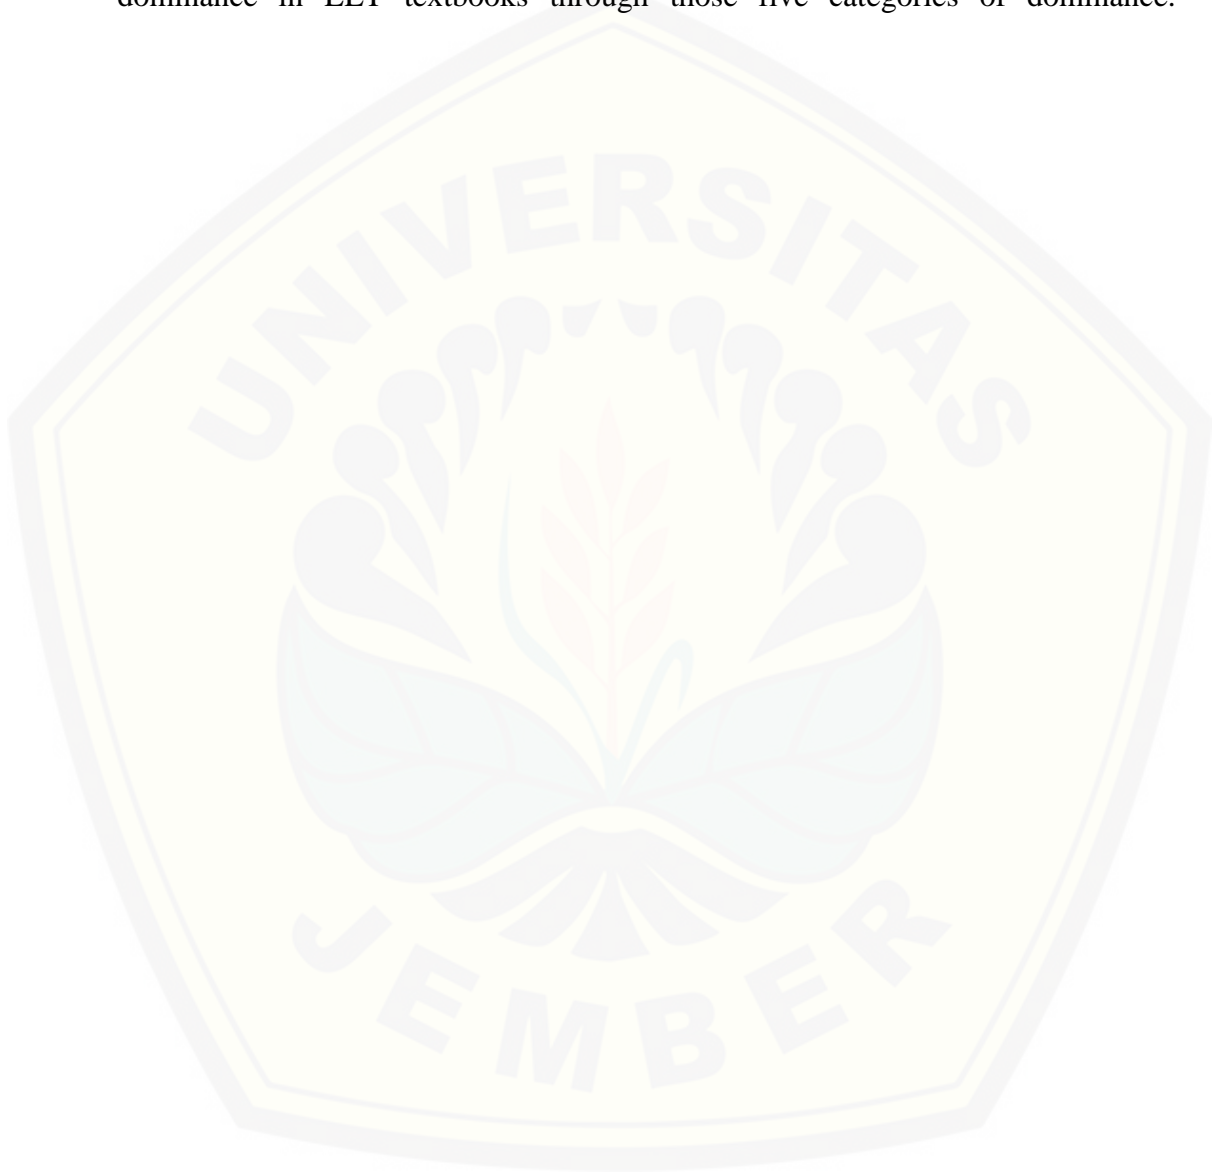 dominance in ELT textbooks through those five categories of dominance.
UNIVERSITAS
JEMBER